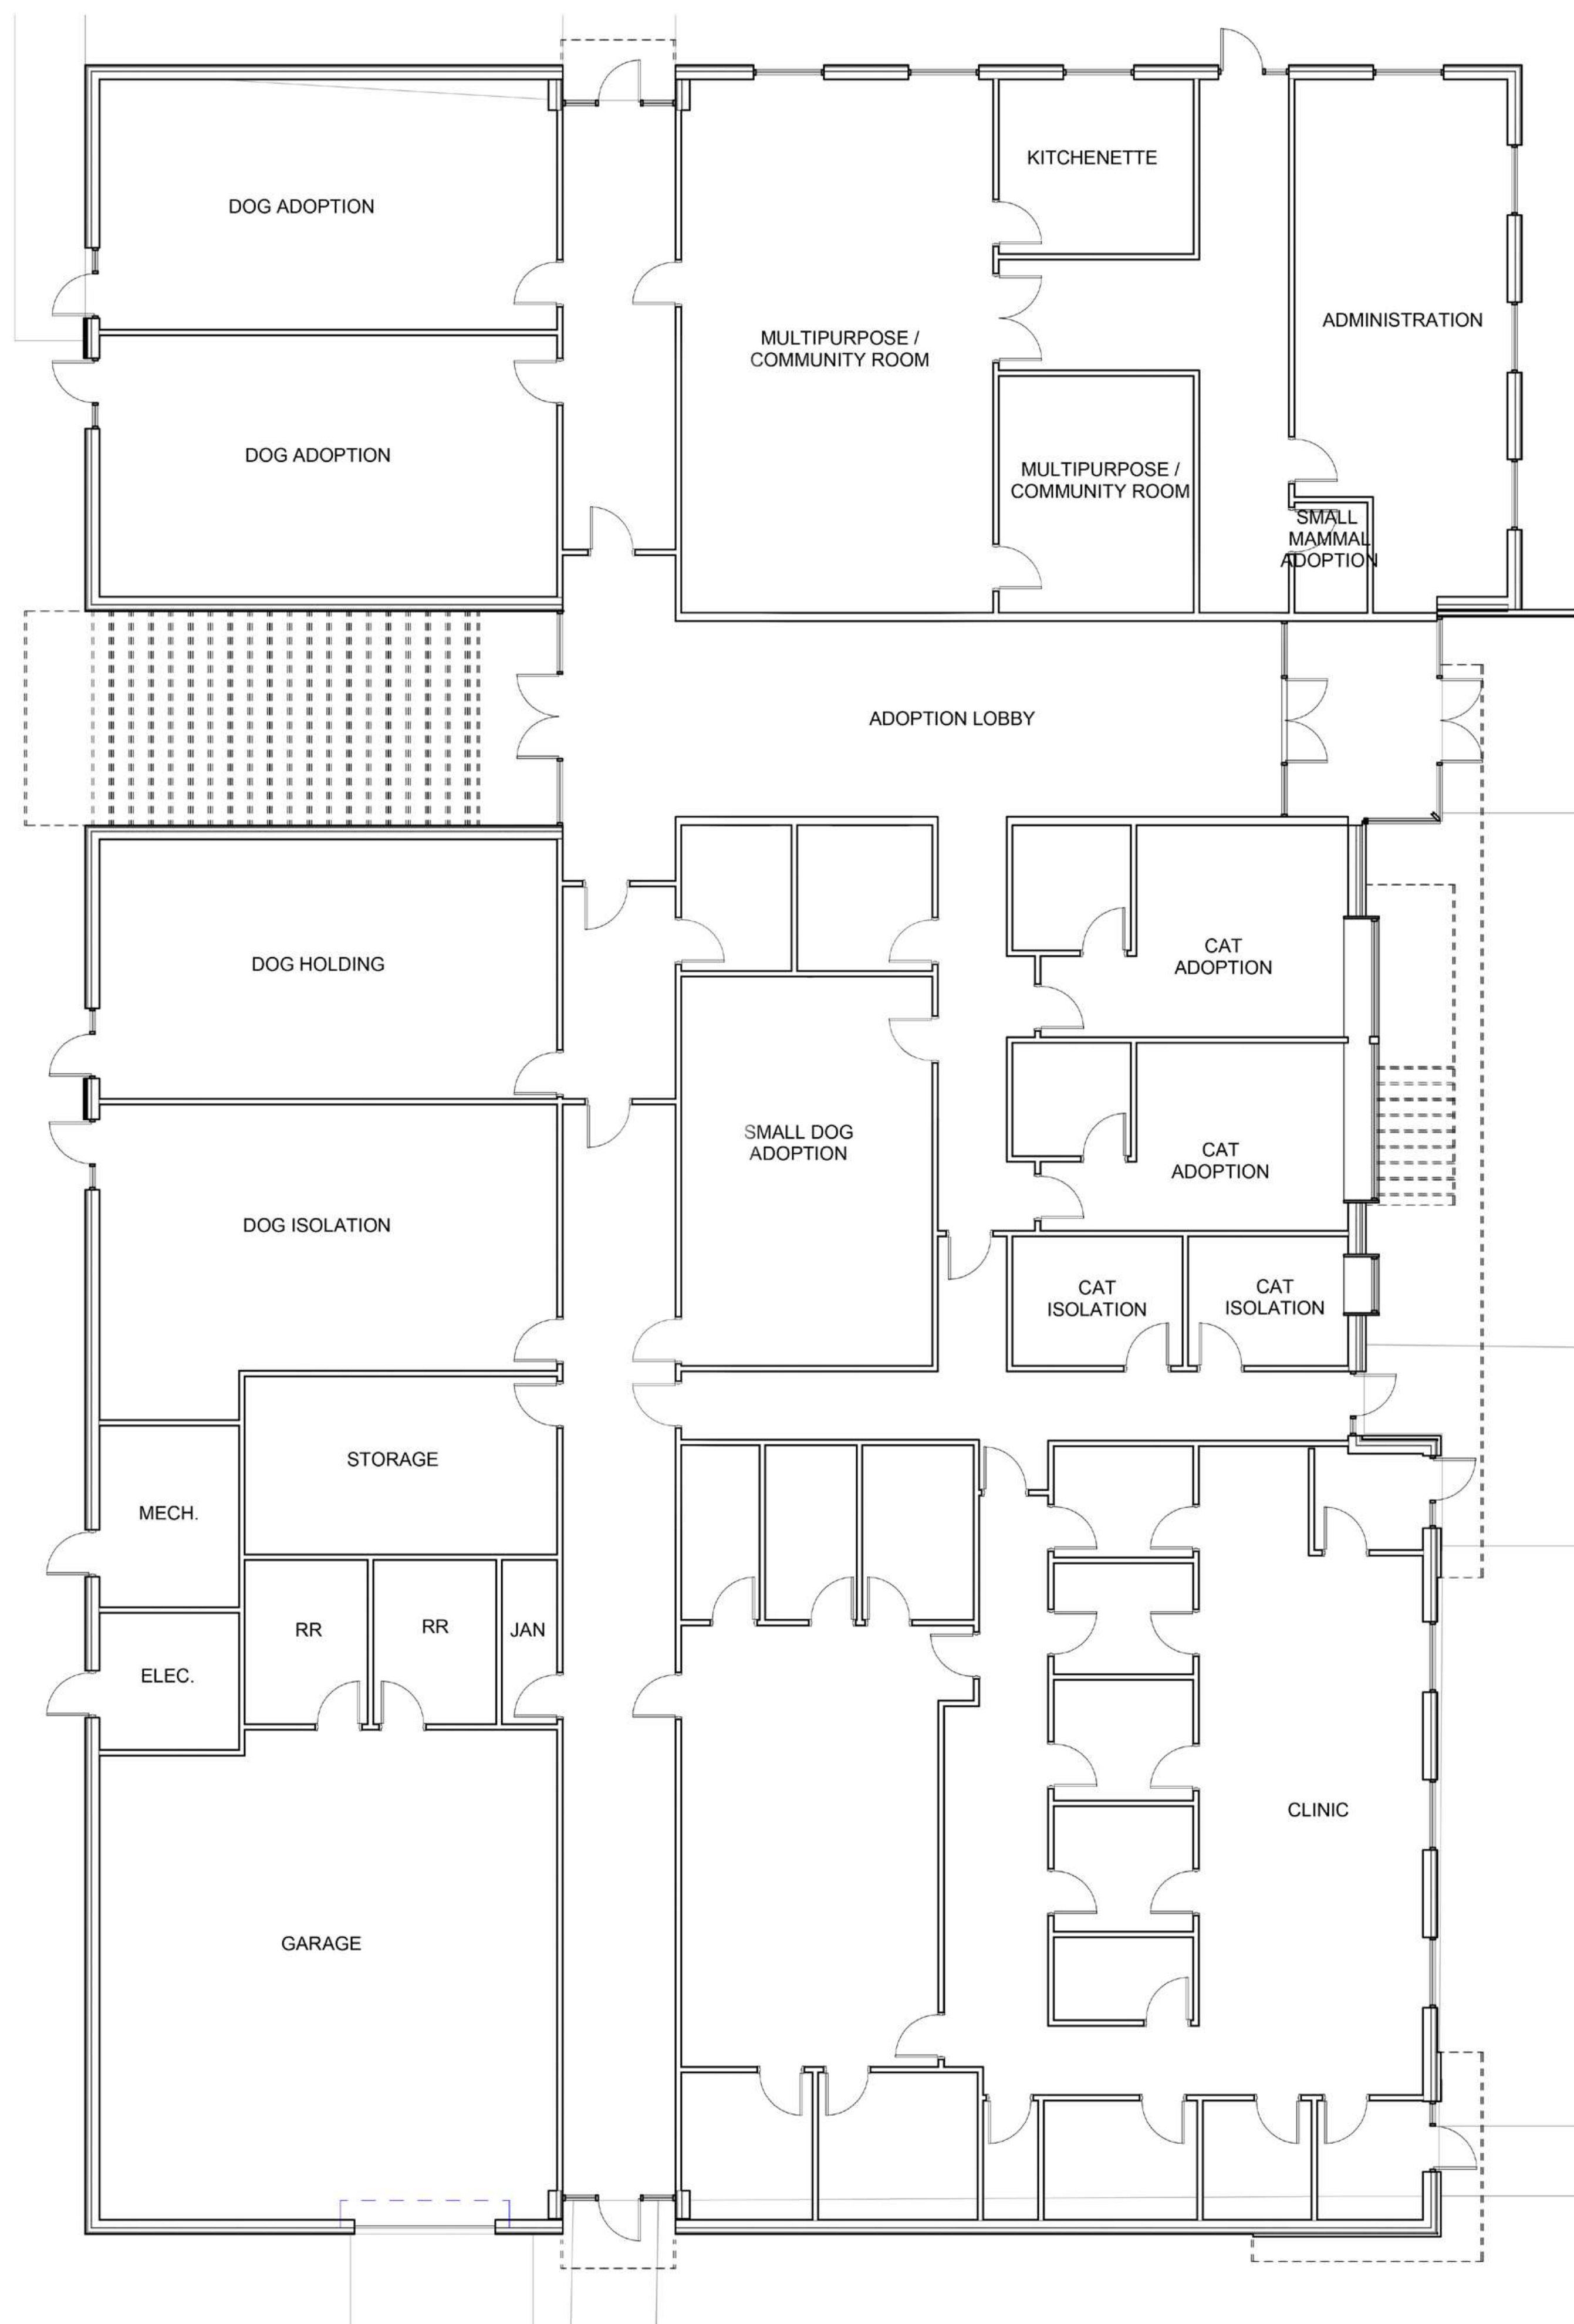 DOG ADOPTION
KITCHENETTE
MULTIPURPOSE /
COMMUNITY ROOM
ADMINISTRATION
DOG ADOPTION
MULTIPURPOSE /
COMMUNITY ROOM
SMALL
MAMMAL
ADOPTION
ADOPTION LOBBY
DOG HOLDING
CAT
ADOPTION
SMALL DOG
ADOPTION
CAT
ADOPTION
DOG ISOLATION
CAT
ISOLATION
CAT
ISOLATION
STORAGE
MECH.
RR
RR
JAN
ELEC.
CLINIC
GARAGE